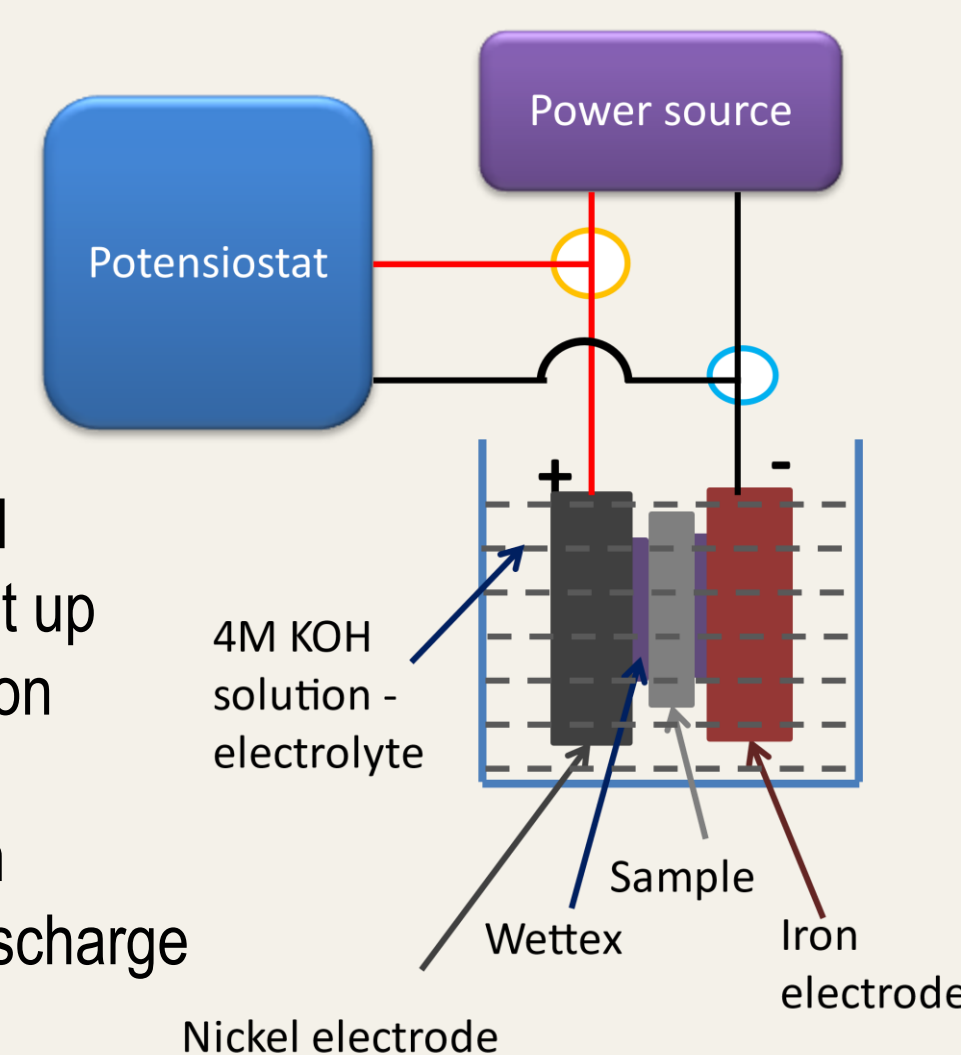 Power source
Potensiostat
+
-
t up
on
scharge
4M KOH
solution -
electrolyte
Sample
Wettex
Iron
electrode
Nickel electrode